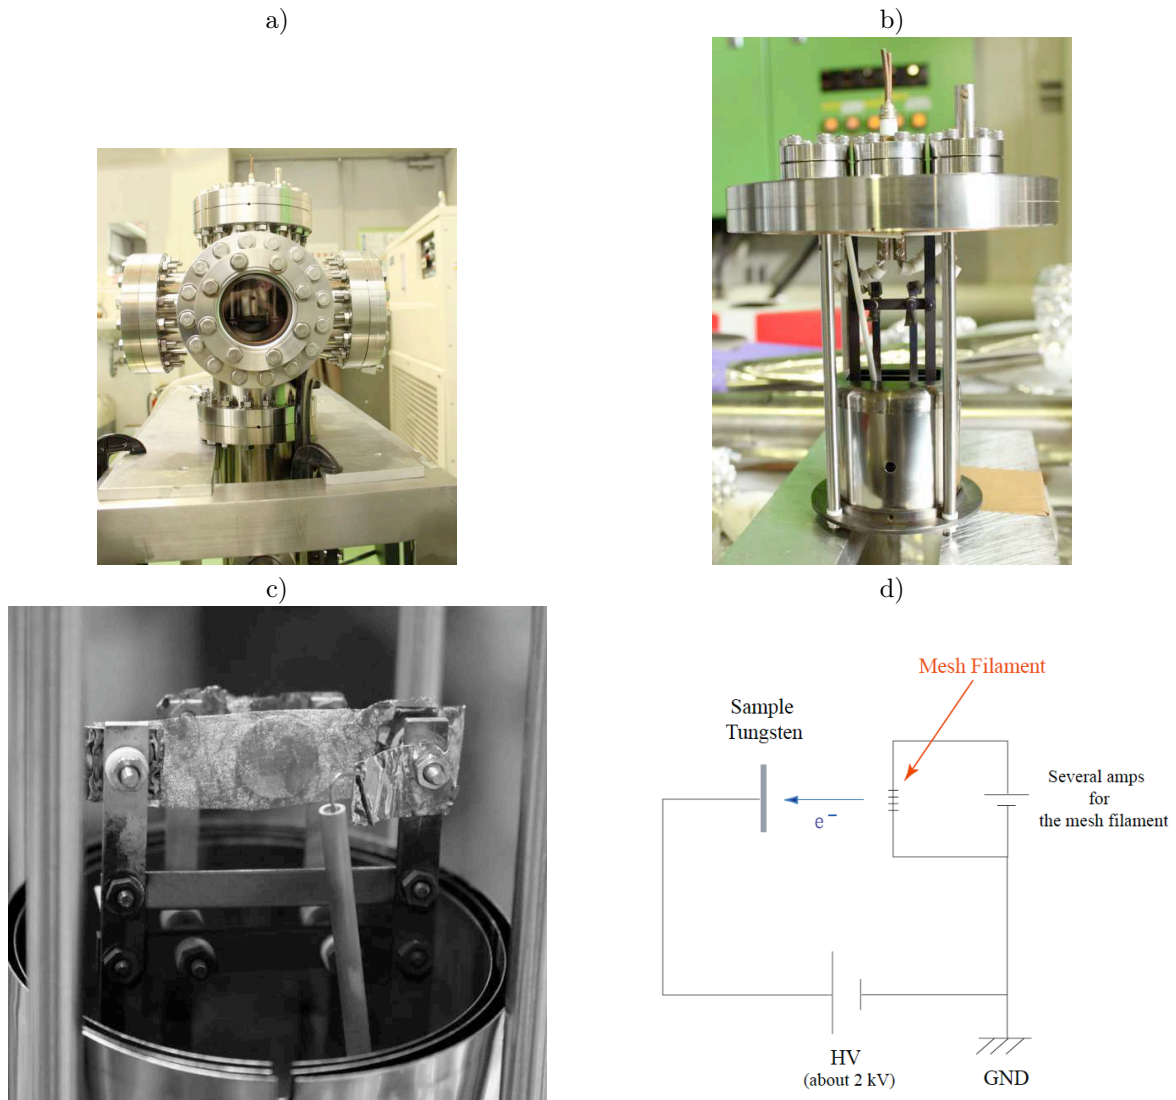 a)
b)
c)
d)
Mesh Filament
Sample
Tungsten
Several amps
for
the mesh filament
e−
HV
(about 2 kV)
GND